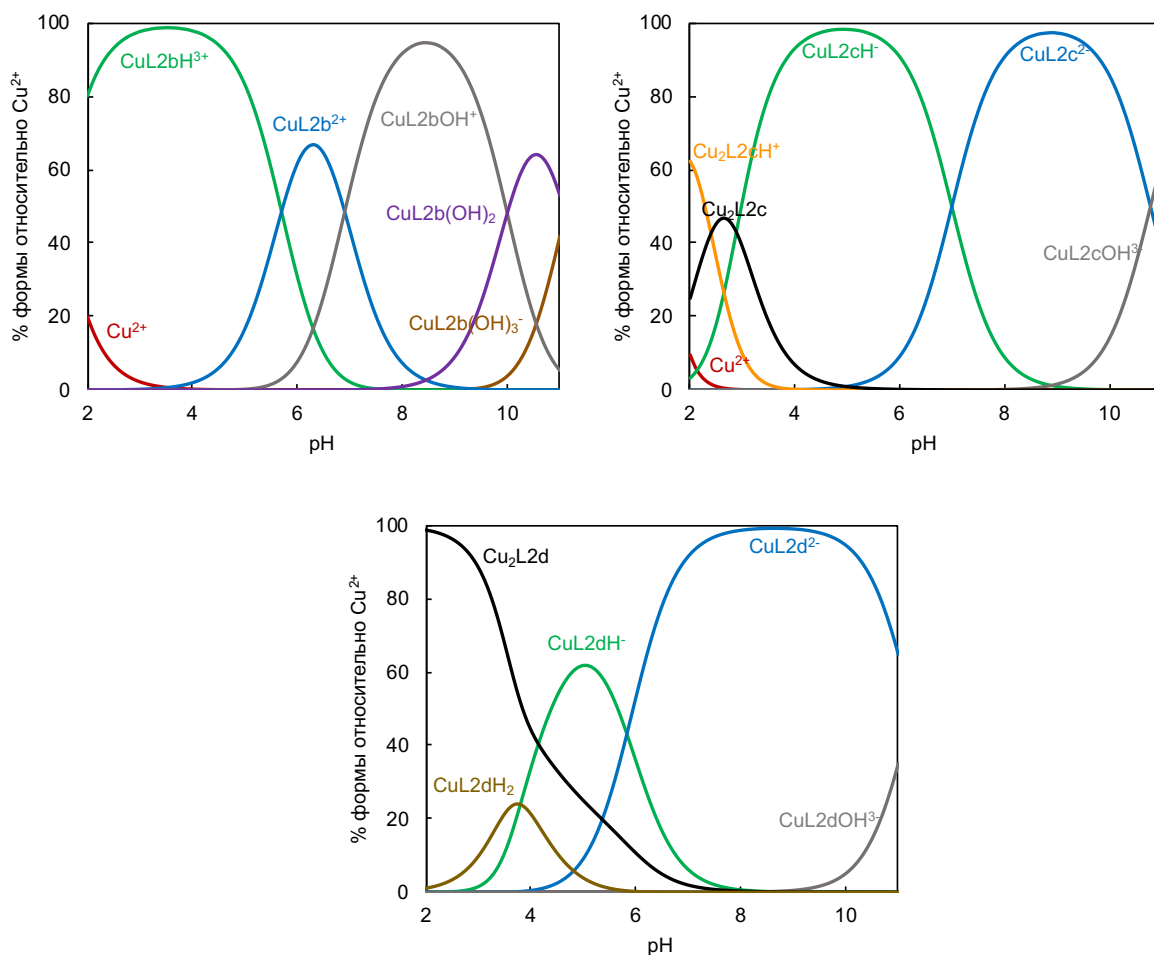 % формы относительно Cu²⁺
100
80
60
40
20
0
CuL2bH³⁺
CuL2b²⁺
CuL2bOH⁺
CuL2b(OH)₂
CuL2b(OH)₃⁻
Cu²⁺
2 4 6 8 10
pH
% формы относительно Cu²⁺
100
80
60
40
20
0
CuL2cH⁻
CuL2c²⁻
Cu₂L2cH⁺
Cu₂L2c
CuL2cOH³⁻
Cu²⁺
2 4 6 8 10
pH
% формы относительно Cu²⁺
100
80
60
40
20
0
Cu₂L2d
CuL2d²⁻
CuL2dH⁻
CuL2dH₂
CuL2dOH³⁻
2 4 6 8 10
pH